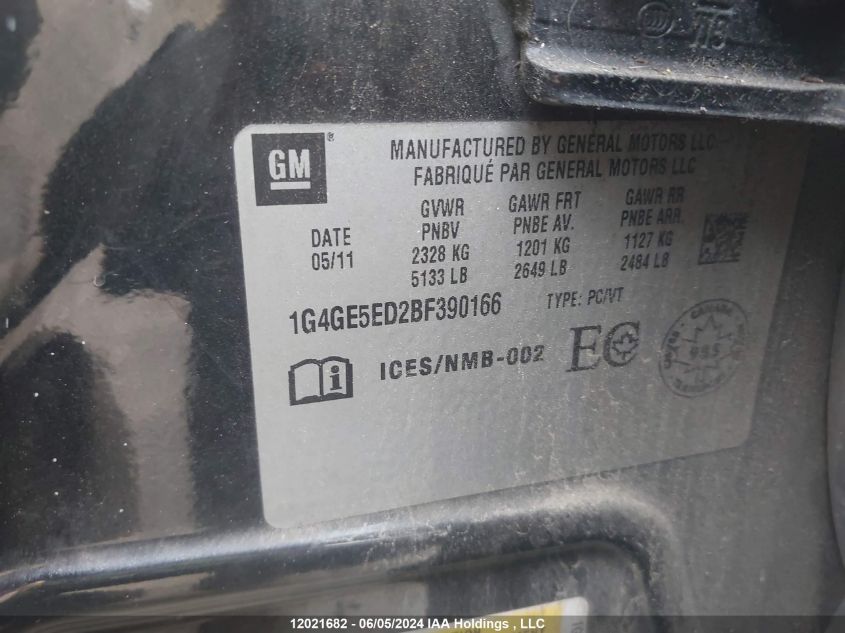 GM
MANUFACTURED BY GENERAL MOTORS LLC
FABRIQUÉ PAR GENERAL MOTORS LLC
DATE
05/11
GVWR
PNBV
2328 KG
5133 LB
GAWR FRT
PNBE AV.
1201 KG
2649 LB
GAWR RR
PNBE ARR.
1127 KG
2484 LB
1G4GE5ED2BF390166
TYPE: PC/VT
ICES/NMB-002
EC
CANADA
12021682 - 06/05/2024 IAA Holdings , LLC